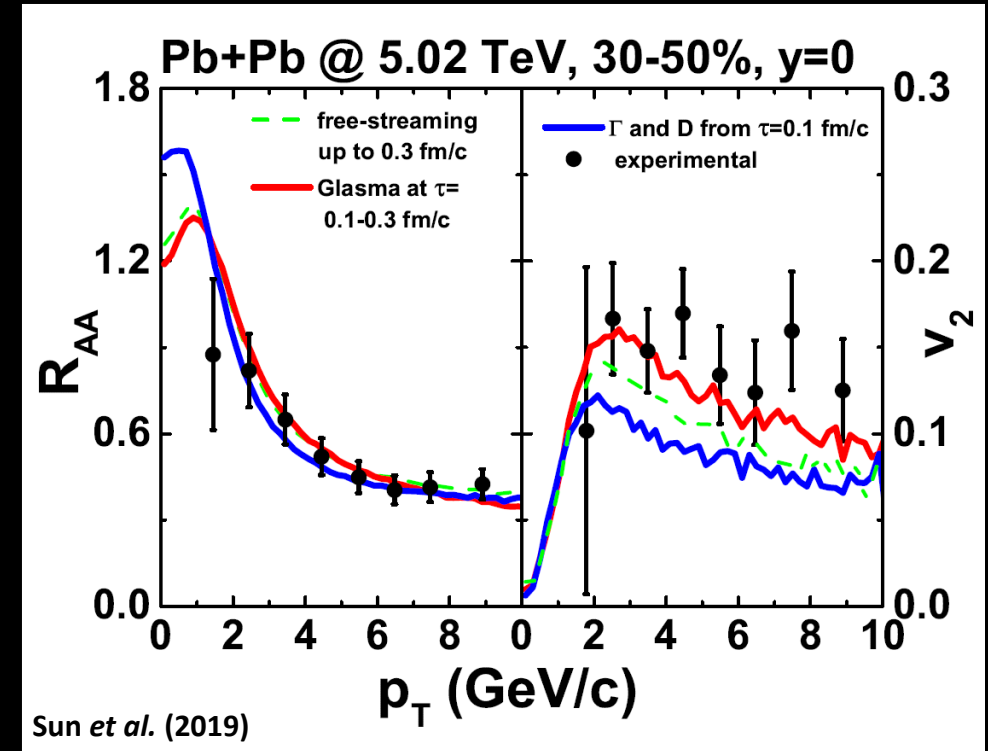 Pb+Pb @ 5.02 TeV, 30-50%, y=0
1.8
1.2
0.6
0.0
R_AA
free-streaming
up to 0.3 fm/c
Glasma at τ=
0.1-0.3 fm/c
Γ and D from τ=0.1 fm/c
experimental
0.3
0.2
0.1
0.0
v_2
0 2 4 6 8 0 2 4 6 8 10
p_T (GeV/c)
Sun et al. (2019)